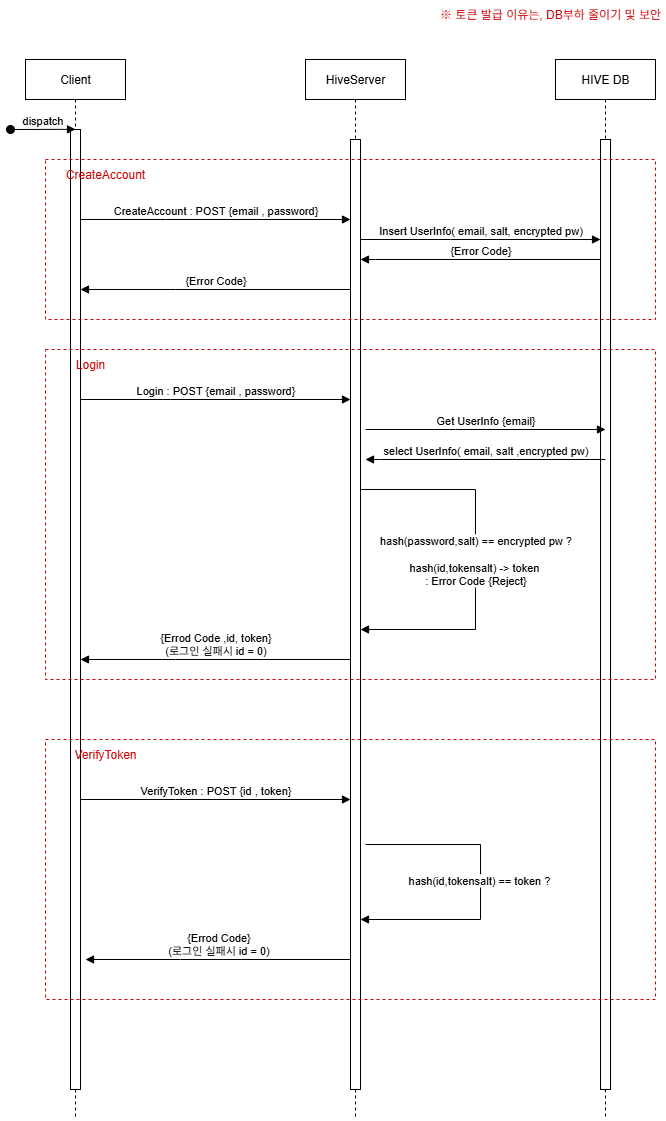 ※ 토큰 발급 이유는, DB부하 줄이기 및 보안
Client
HiveServer
HIVE DB
dispatch
CreateAccount
CreateAccount : POST {email , password}
Insert UserInfo( email, salt, encrypted pw)
{Error Code}
{Error Code}
Login
Login : POST {email , password}
Get UserInfo {email}
select UserInfo( email, salt ,encrypted pw)
hash(password,salt) == encrypted pw ?
hash(id,tokensalt) -> token
: Error Code {Reject}
{Errod Code ,id, token}
(로그인 실패시 id = 0)
VerifyToken
VerifyToken : POST {id , token}
hash(id,tokensalt) == token ?
{Errod Code}
(로그인 실패시 id = 0)